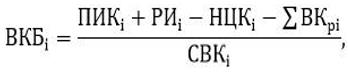 ВКБi = (ПИКi + РИi − НЦКi − ∑ВКpi) / СВКi,